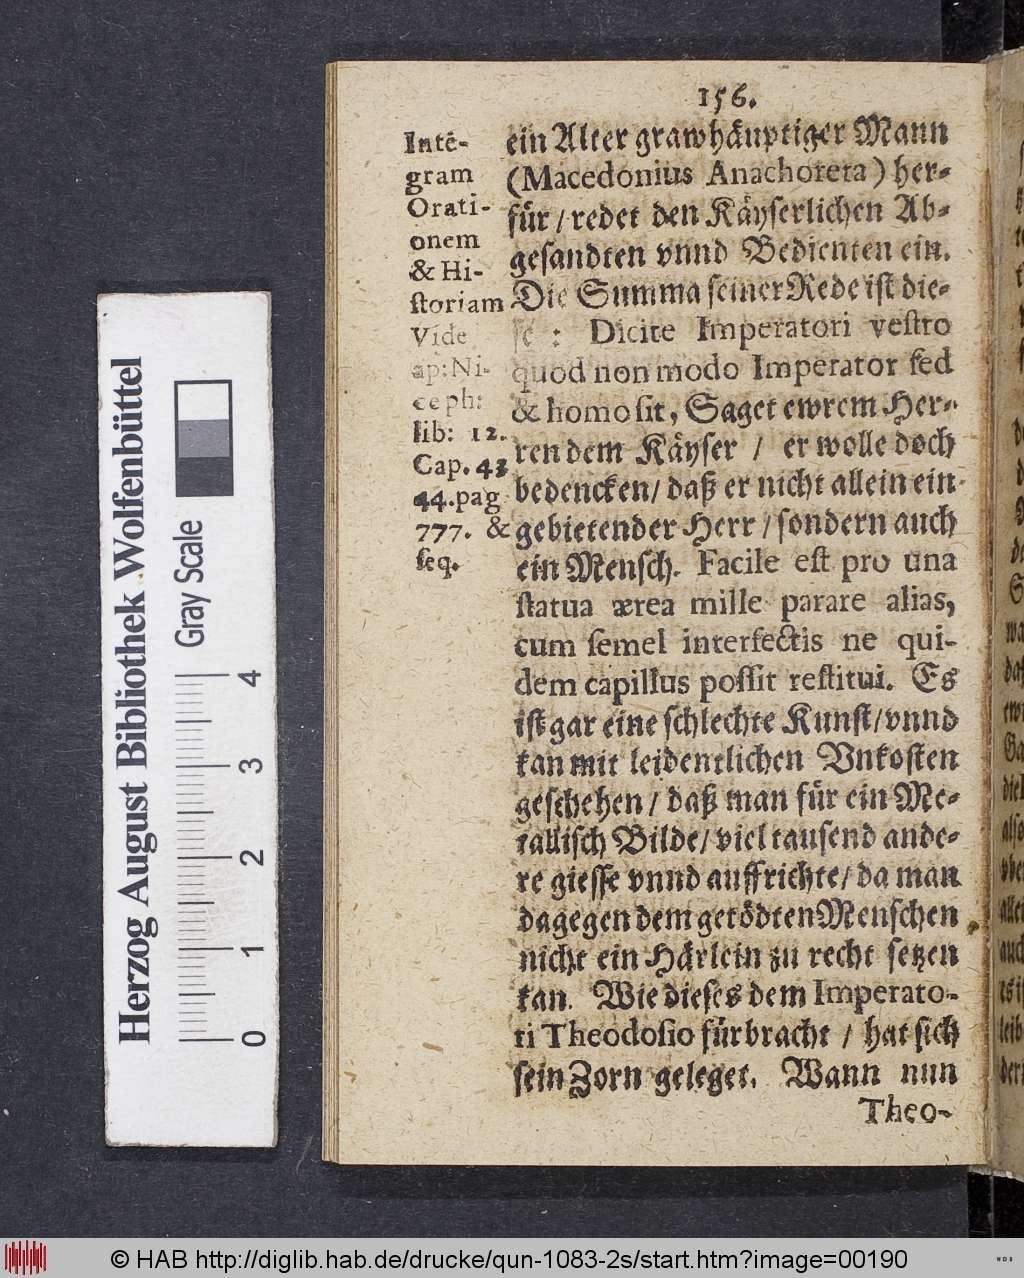 156.
Inte-
gram
Orati-
onem
& Hi-
storiam
Vide
ap: Ni-
ceph:
lib: 12.
Cap. 43
44. pag
777. &
seq.
ein Alter grawhäuptiger Mann
(Macedonius Anachoreta) her-
für / redet den Käyserlichen Ab-
gesandten vnnd Bedienten ein.
Die Summa seiner Rede ist die-
se : Dicite Imperatori vestro
quod non modo Imperator sed
& homo sit, Saget ewrem Her-
ren dem Käyser / er wolle doch
bedencken / daß er nicht allein ein
gebietender Herr / sondern auch
ein Mensch. Facile est pro una
statua ærea mille parare alias,
cum semel interfectis ne qui-
dem capillus possit restitui. Es
ist gar eine schlechte Kunst / vnnd
kan mit leidentlichen Vnkosten
geschehen / daß man für ein Me-
tallisch Bilde / viel tausend ande-
re giesse vnnd auffrichte / da man
dagegen dem getödten Menschen
nicht ein Härlein zu recht setzen
kan. Wie dieses dem Imperato-
ri Theodosio fürbracht / hat sich
sein Zorn geleget. Wann nun
Theo-
Herzog August Bibliothek Wolfenbüttel
Gray Scale
0 1 2 3 4
© HAB http://diglib.hab.de/drucke/qun-1083-2s/start.htm?image=00190